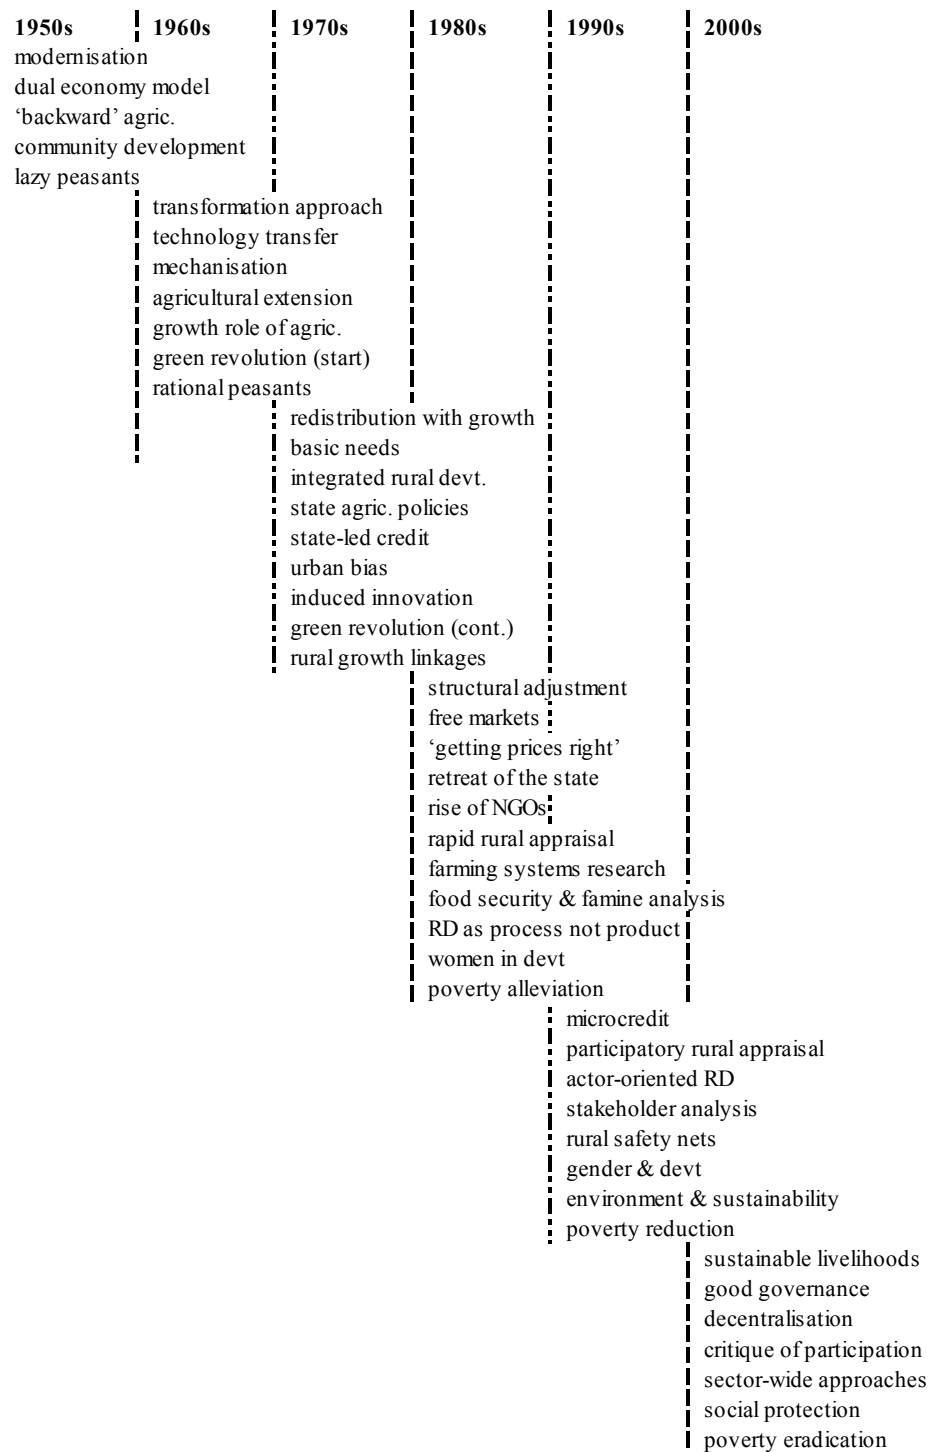 1950s 1960s 1970s 1980s 1990s 2000s
modernisation
dual economy model
‘backward’ agric.
community development
lazy peasants
transformation approach
technology transfer
mechanisation
agricultural extension
growth role of agric.
green revolution (start)
rational peasants
redistribution with growth
basic needs
integrated rural devt.
state agric. policies
state-led credit
urban bias
induced innovation
green revolution (cont.)
rural growth linkages
structural adjustment
free markets
‘getting prices right’
retreat of the state
rise of NGOs
rapid rural appraisal
farming systems research
food security & famine analysis
RD as process not product
women in devt
poverty alleviation
microcredit
participatory rural appraisal
actor-oriented RD
stakeholder analysis
rural safety nets
gender & devt
environment & sustainability
poverty reduction
sustainable livelihoods
good governance
decentralisation
critique of participation
sector-wide approaches
social protection
poverty eradication